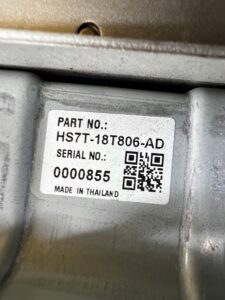 PART NO.:
HS7T-18T806-AD
SERIAL NO.:
0000855
MADE IN THAILAND